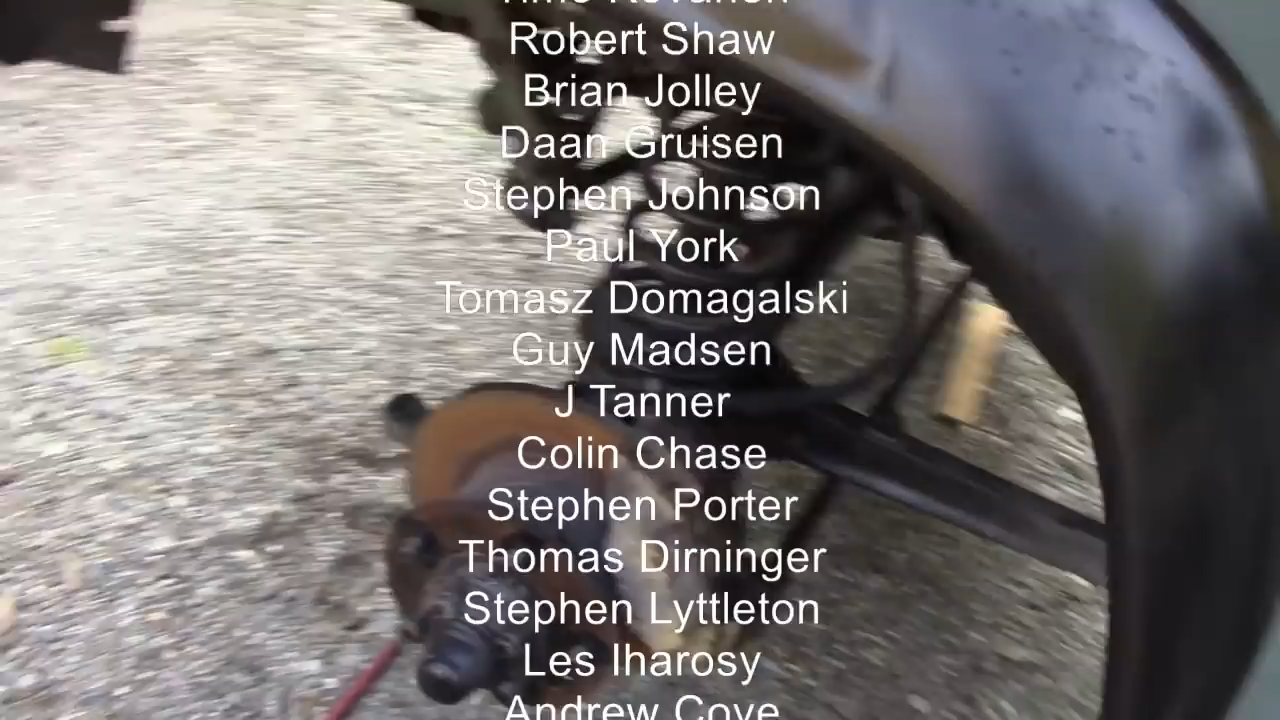 Robert Shaw
Brian Jolley
Daan Gruisen
Stephen Johnson
Paul York
Tomasz Domagalski
Guy Madsen
J Tanner
Colin Chase
Stephen Porter
Thomas Dirninger
Stephen Lyttleton
Les Iharosy
Andrew Cove